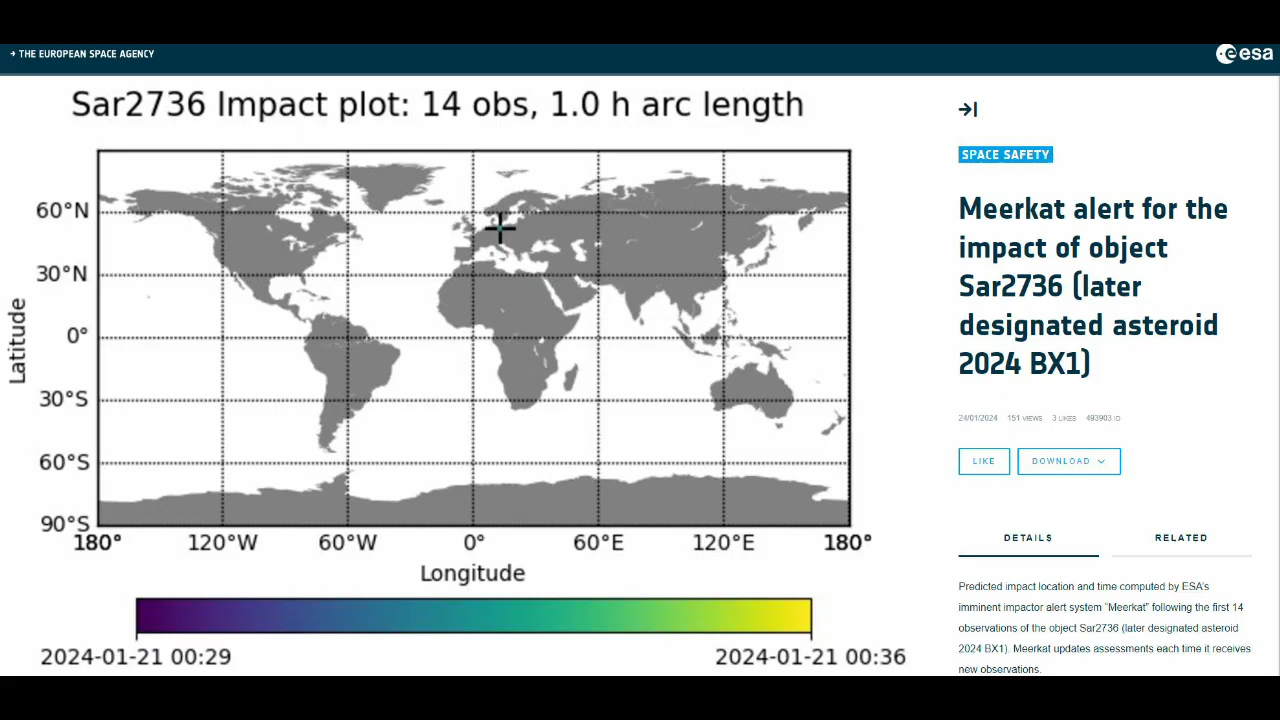 → THE EUROPEAN SPACE AGENCY
esa
Sar2736 Impact plot: 14 obs, 1.0 h arc length
60°N
30°N
0°
30°S
60°S
90°S
Latitude
180°
120°W
60°W
0°
60°E
120°E
180°
Longitude
2024-01-21 00:29
2024-01-21 00:36
SPACE SAFETY
Meerkat alert for the
impact of object
Sar2736 (later
designated asteroid
2024 BX1)
24/01/2024 151 VIEWS 3 LIKES 493903 ID
LIKE
DOWNLOAD
DETAILS
RELATED
Predicted impact location and time computed by ESA's
imminent impactor alert system “Meerkat” following the first 14
observations of the object Sar2736 (later designated asteroid
2024 BX1). Meerkat updates assessments each time it receives
new observations.